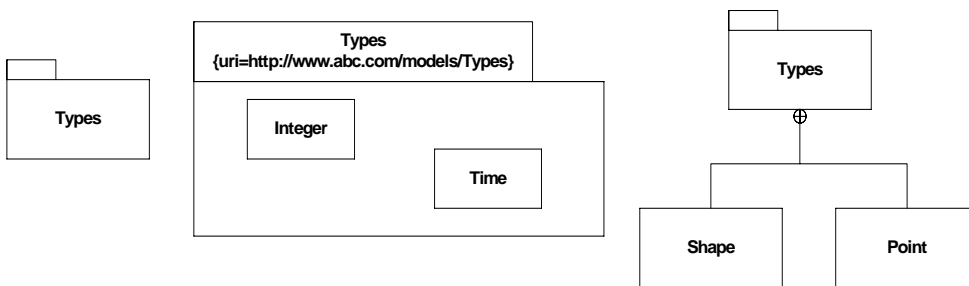 Types
Types
{uri=http://www.abc.com/models/Types}
Integer
Time
Types
Shape
Point